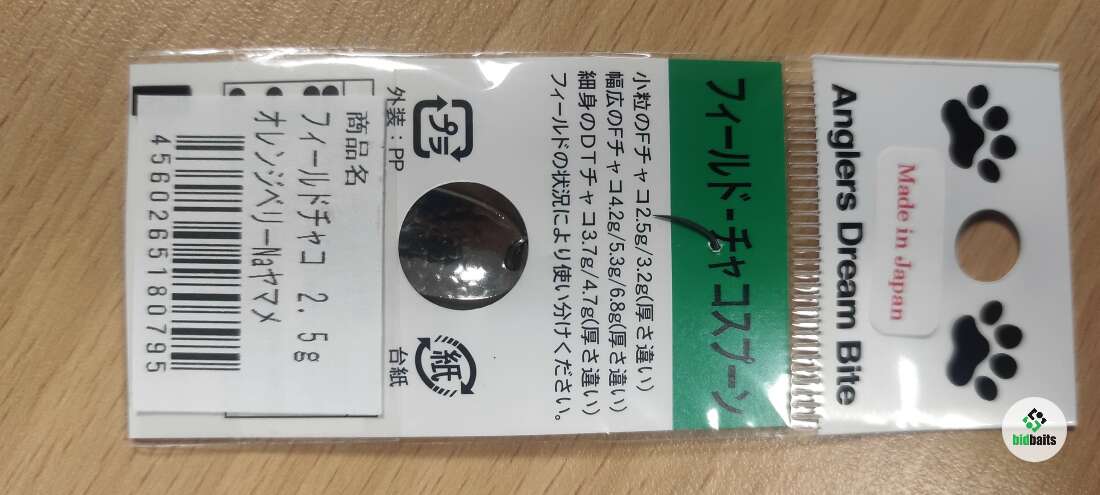 Anglers Dream Bite
Made in Japan
フィールド-チャコスプーン
小粒のFチャコ2.5g/3.2g(厚さ違い)
幅広のFチャコ4.2g/5.3g/6.8g(厚さ違い)
細身のDTチャコ3.7g/4.7g(厚さ違い)
フィールドの状況により使い分けください。
プラ
外装：PP
紙
台紙
商品名
フィールドチャコ 2.5g
オレンジベリーNaヤマメ
4560265180795
bidbaits